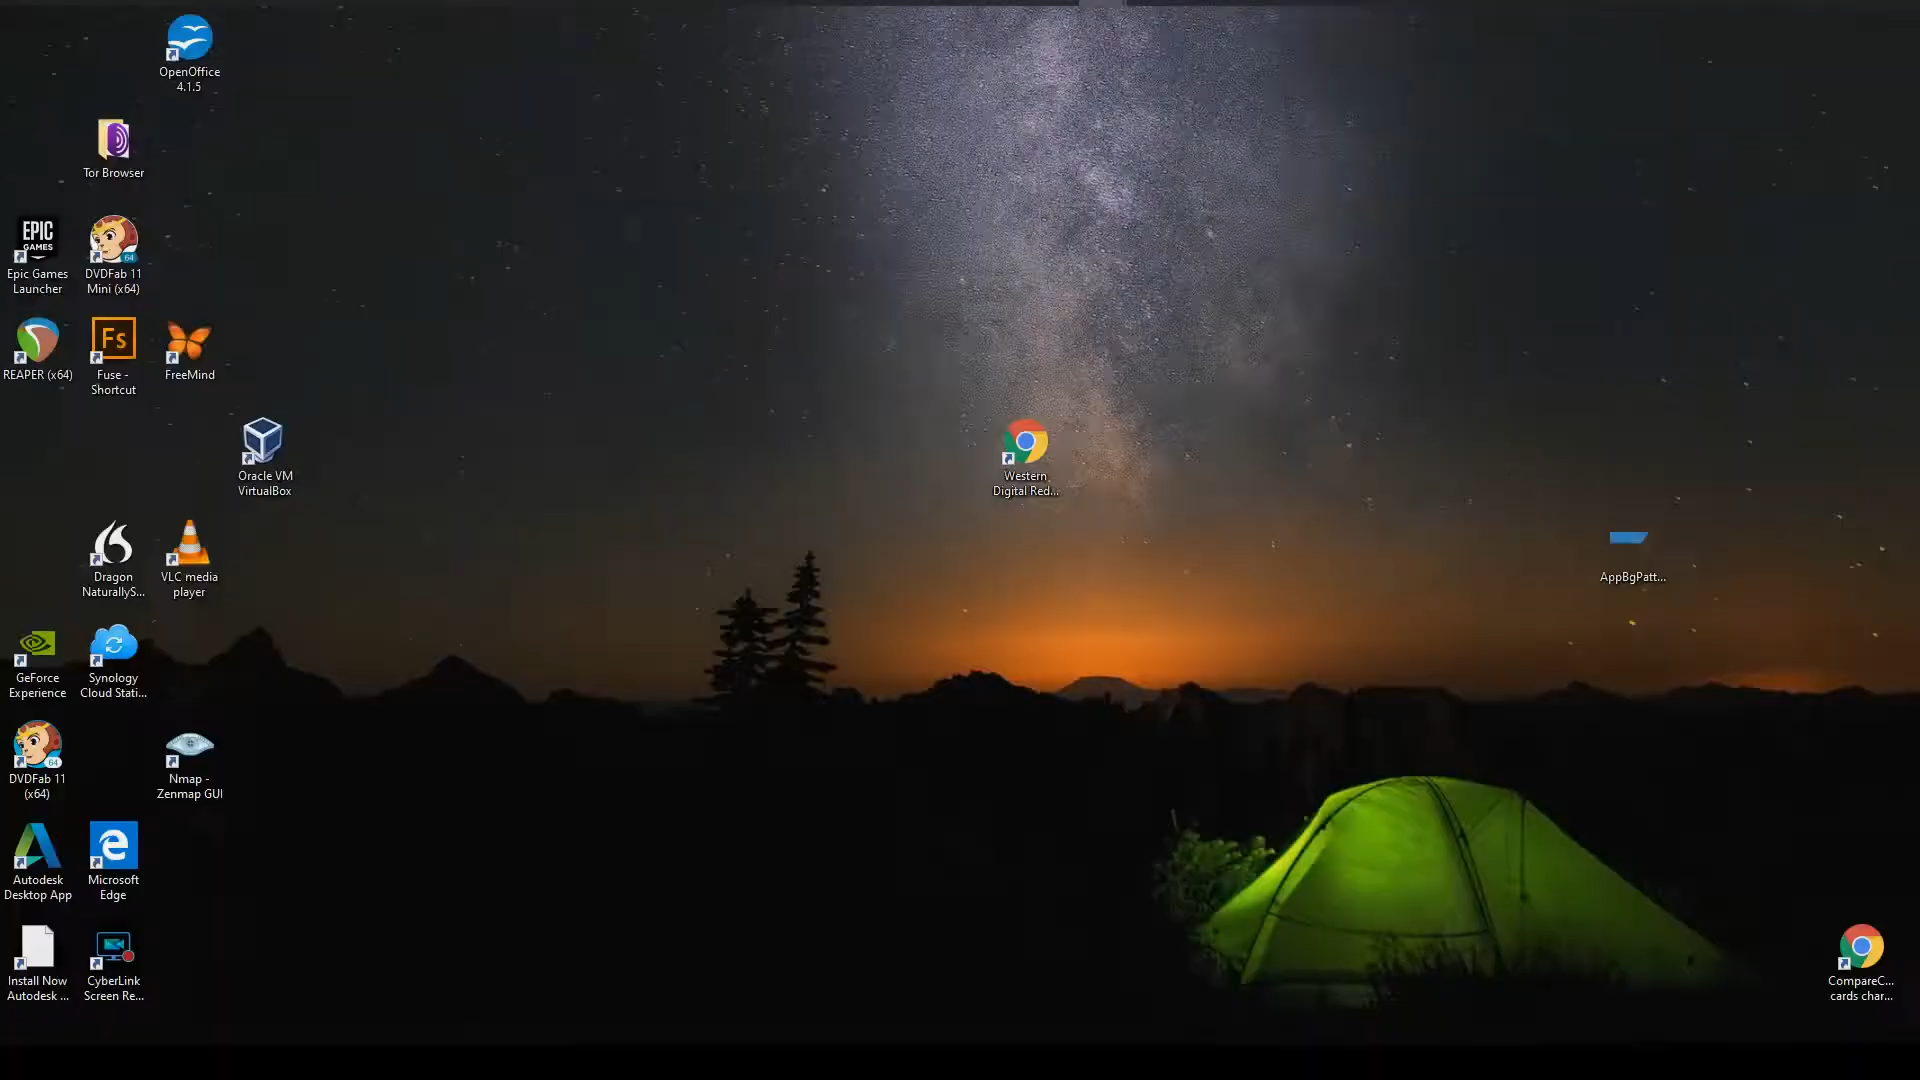 OpenOffice
4.1.5
Tor Browser
EPIC
GAMES
Epic Games
Launcher
64
DVDFab 11
Mini (x64)
REAPER (x64)
Fs
Fuse -
Shortcut
FreeMind
Oracle VM
VirtualBox
Western
Digital Red...
Dragon
NaturallyS...
VLC media
player
AppBgPatt...
GeForce
Experience
Synology
Cloud Stati...
64
DVDFab 11
(x64)
Nmap -
Zenmap GUI
Autodesk
Desktop App
Microsoft
Edge
Install Now
Autodesk ...
CyberLink
Screen Re...
CompareC...
cards char...